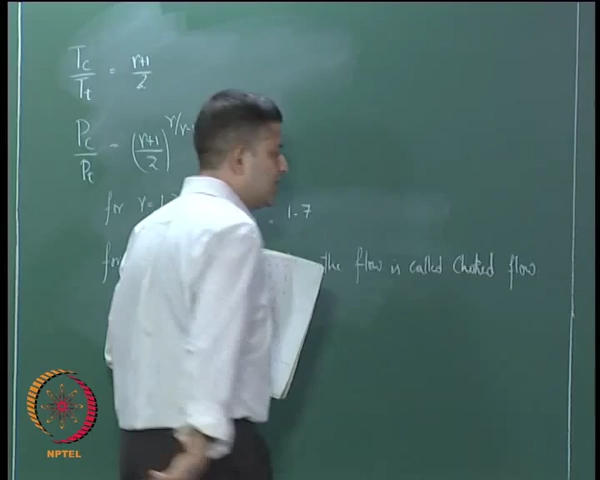 Tc/Tt = γ+1/2
Pc/Pt = (γ+1/2)^γ/γ-
for γ = 1. = 1.7
for the flow is called Choked flow
NPTEL